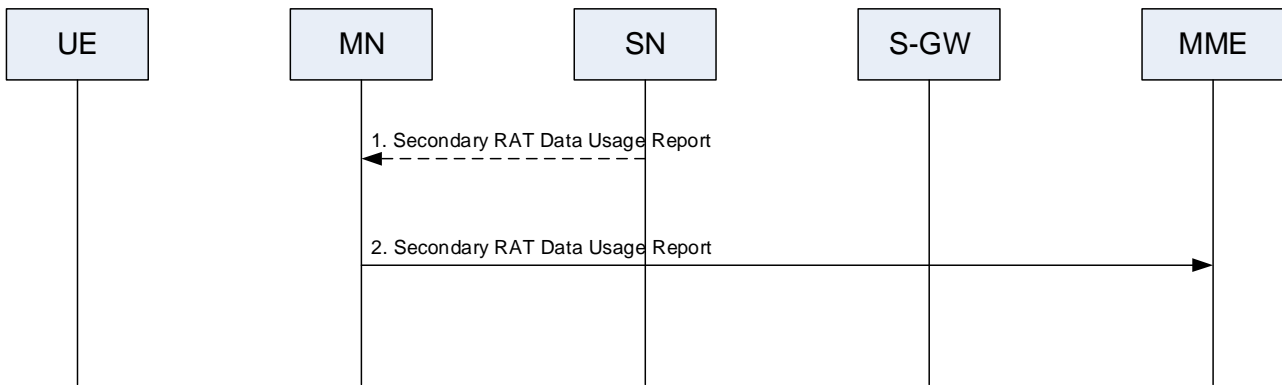 UE
MN
SN
S-GW
MME
1. Secondary RAT Data Usage Report
2. Secondary RAT Data Usage Report